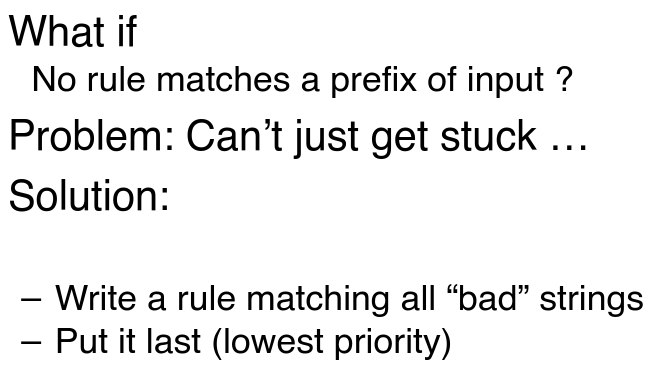 What if
No rule matches a prefix of input ?
Problem: Can’t just get stuck …
Solution:
– Write a rule matching all “bad” strings
– Put it last (lowest priority)